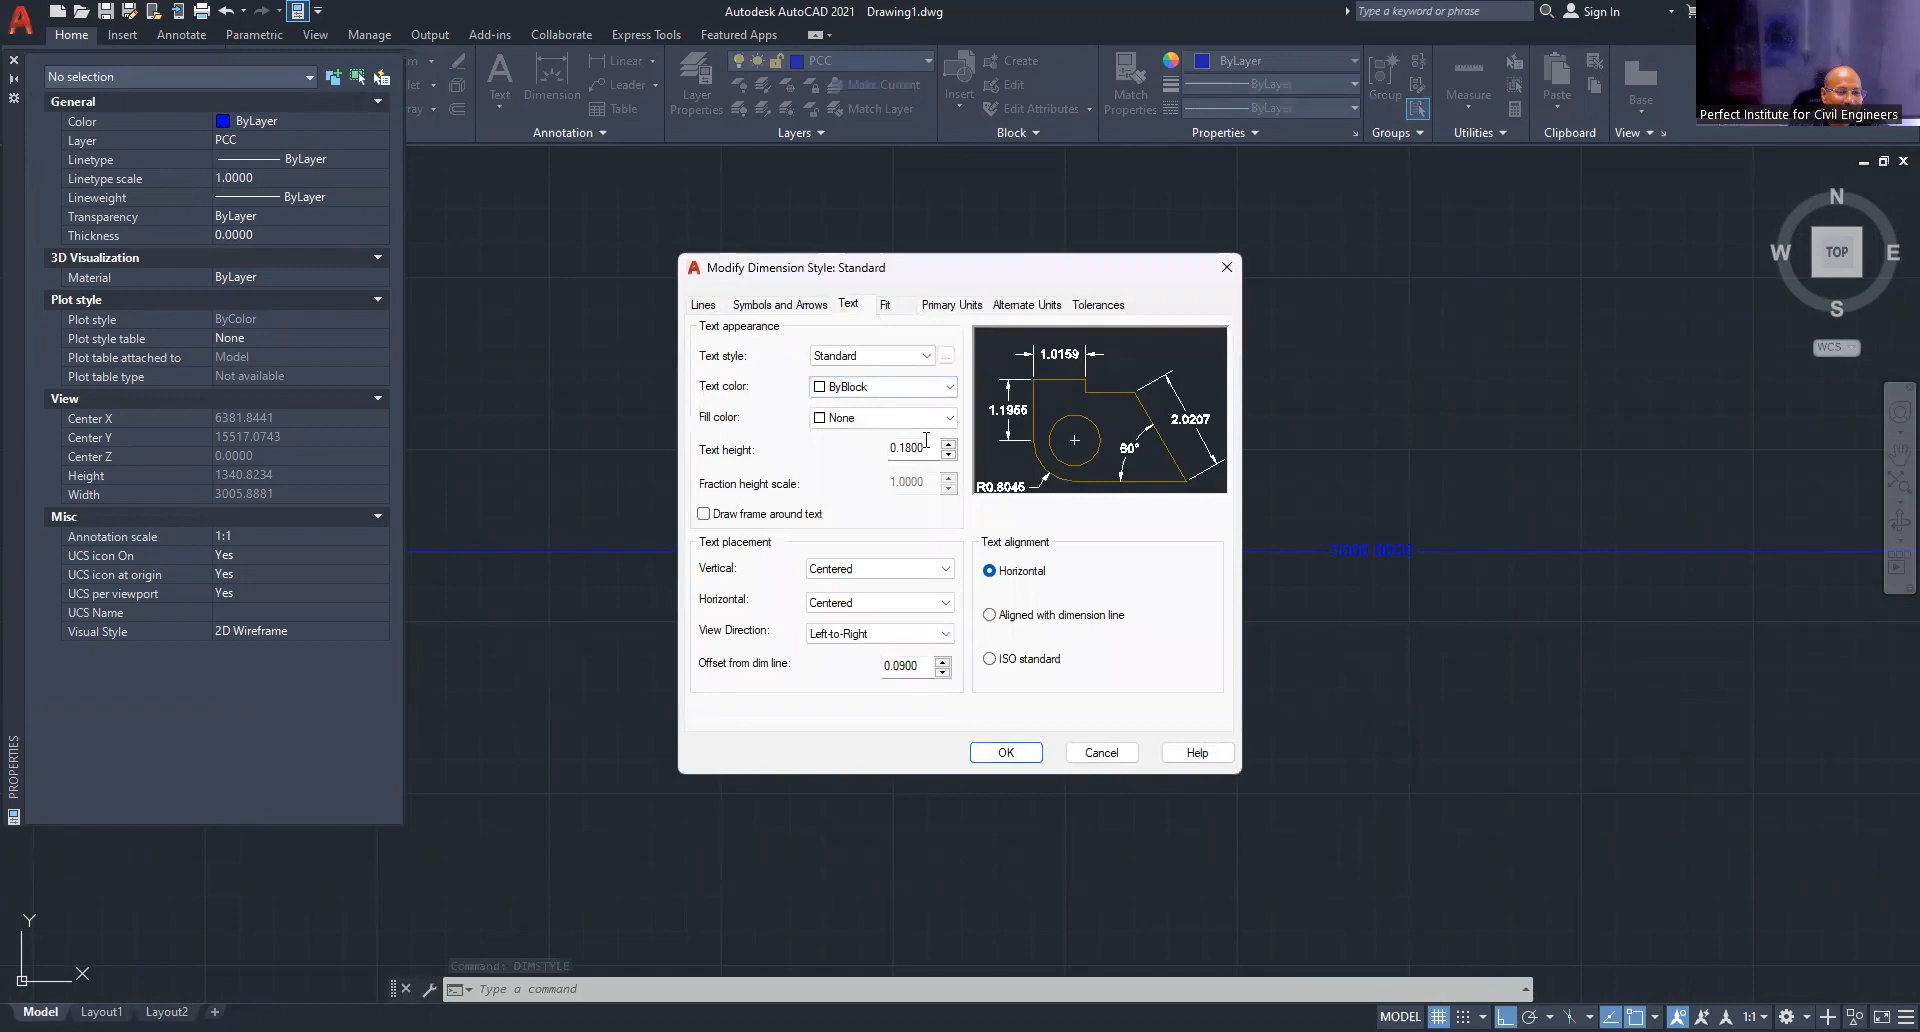 Autodesk AutoCAD 2021 Drawing1.dwg
Type a keyword or phrase
Sign In
Home Insert Annotate Parametric View Manage Output Add-ins Collaborate Express Tools Featured Apps
Text
Dimension
Linear
Leader
Table
Annotation
Layer Properties
PCC
Make Current
Match Layer
Layers
Insert
Create
Edit
Edit Attributes
Block
Match Properties
ByLayer
ByLayer
ByLayer
Properties
Group
Groups
Measure
Utilities
Paste
Clipboard
Base
View
Perfect Institute for Civil Engineers
No selection
General
Color ByLayer
Layer PCC
Linetype ByLayer
Linetype scale 1.0000
Lineweight ByLayer
Transparency ByLayer
Thickness 0.0000
3D Visualization
Material ByLayer
Plot style
Plot style ByColor
Plot style table None
Plot table attached to Model
Plot table type Not available
View
Center X 6381.8441
Center Y 15517.0743
Center Z 0.0000
Height 1340.8234
Width 3005.8881
Misc
Annotation scale 1:1
UCS icon On Yes
UCS icon at origin Yes
UCS per viewport Yes
UCS Name
Visual Style 2D Wireframe
PROPERTIES
Modify Dimension Style: Standard
Lines Symbols and Arrows Text Fit Primary Units Alternate Units Tolerances
Text appearance
Text style: Standard
Text color: ByBlock
Fill color: None
Text height: 0.1800
Fraction height scale: 1.0000
Draw frame around text
1.0159
1.1955
2.0207
60°
R0.8045
Text placement
Vertical: Centered
Horizontal: Centered
View Direction: Left-to-Right
Offset from dim line: 0.0900
Text alignment
Horizontal
Aligned with dimension line
ISO standard
OK Cancel Help
5000.0000
N
W TOP E
S
WCS
Y
X
Command: DIMSTYLE
Type a command
Model Layout1 Layout2 +
MODEL 1:1